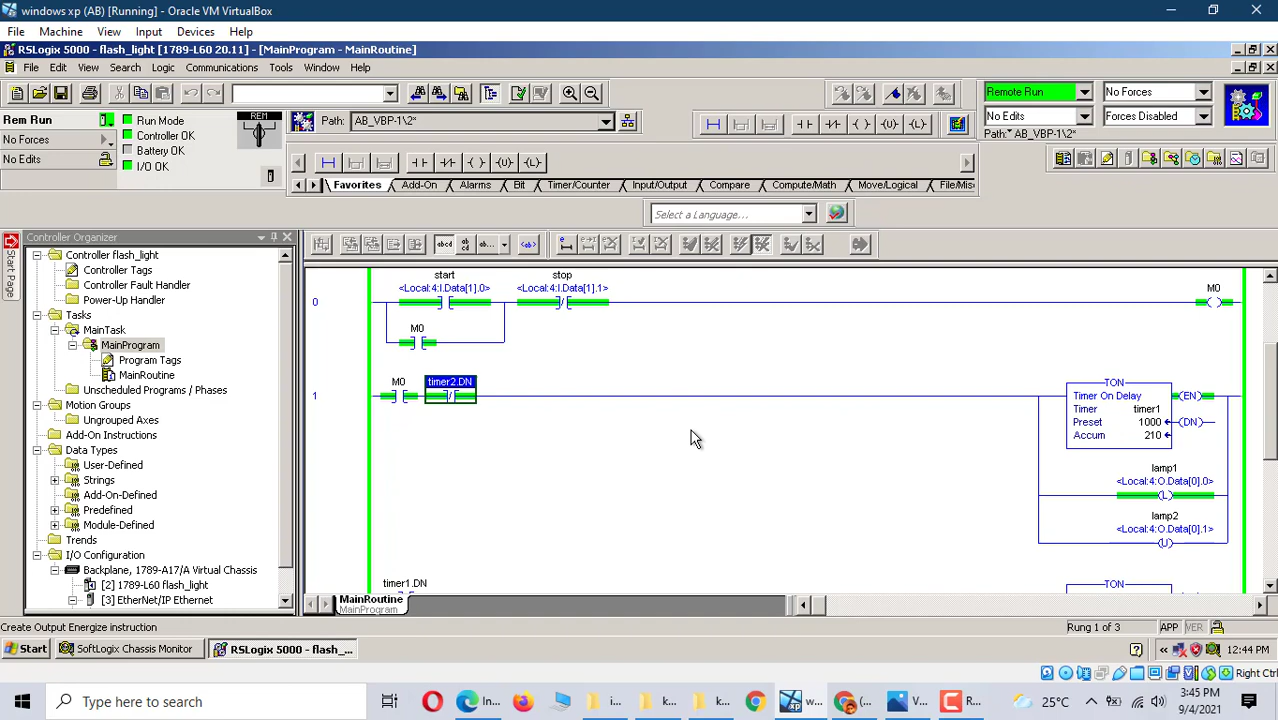 windows xp (AB) [Running] - Oracle VM VirtualBox
File Machine View Input Devices Help
RSLogix 5000 - flash_light [1789-L60 20.11] - [MainProgram - MainRoutine]
File Edit View Search Logic Communications Tools Window Help
Rem Run
No Forces
No Edits
Run Mode
Controller OK
Battery OK
I/O OK
REM
Path: AB_VBP-1\2*
Remote Run
No Forces
No Edits
Forces Disabled
Path:* AB_VBP-1\2*
Favorites Add-On Alarms Bit Timer/Counter Input/Output Compare Compute/Math Move/Logical File/Misc
Select a Language...
Start Page
Controller Organizer
Controller flash_light
Controller Tags
Controller Fault Handler
Power-Up Handler
Tasks
MainTask
MainProgram
Program Tags
MainRoutine
Unscheduled Programs / Phases
Motion Groups
Ungrouped Axes
Add-On Instructions
Data Types
User-Defined
Strings
Add-On-Defined
Predefined
Module-Defined
Trends
I/O Configuration
Backplane, 1789-A17/A Virtual Chassis
[2] 1789-L60 flash_light
[3] EtherNet/IP Ethernet
0
start
<Local:4:I.Data[1].0>
stop
<Local:4:I.Data[1].1>
M0
M0
1
M0
timer2.DN
TON
Timer On Delay
Timer timer1
Preset 1000
Accum 210
EN
DN
lamp1
<Local:4:O.Data[0].0>
L
lamp2
<Local:4:O.Data[0].1>
U
timer1.DN
TON
MainRoutine
MainProgram
Create Output Energize instruction
Rung 1 of 3 APP VER
Start SoftLogix Chassis Monitor RSLogix 5000 - flash_... 12:44 PM
Right Ctrl
Type here to search
In...
i...
k...
k...
w...
(...
V...
R...
25°C
3:45 PM
9/4/2021